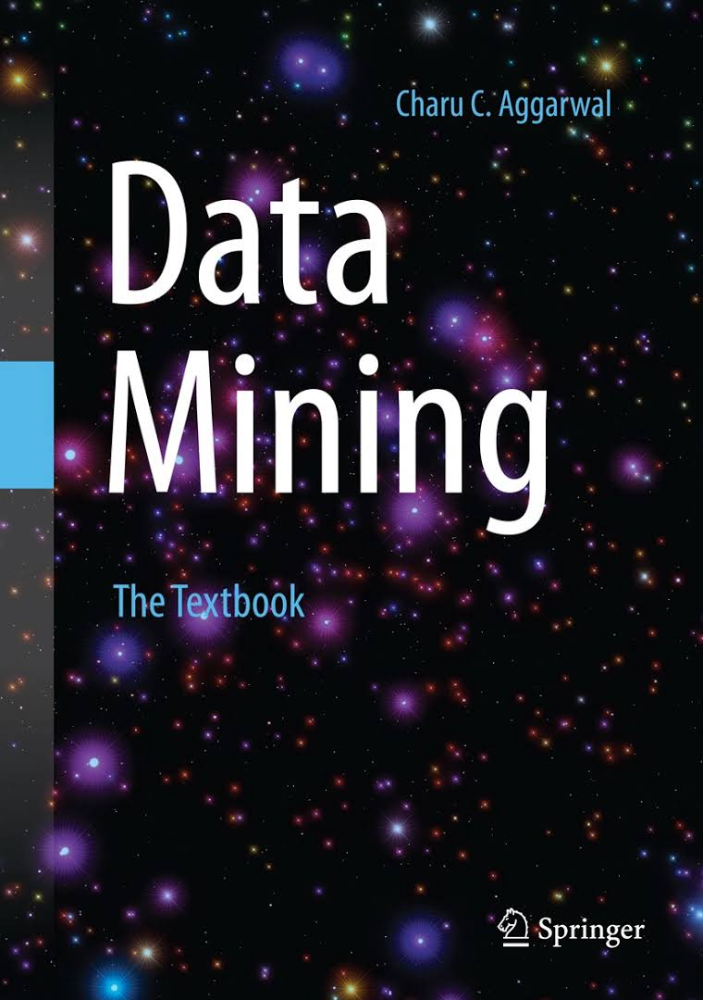 Charu C. Aggarwal
Data
Mining
The Textbook
Springer